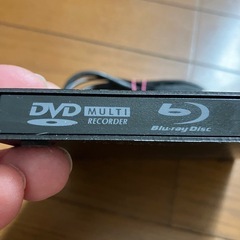 DVD MULTI RECORDER
Blu-ray Disc